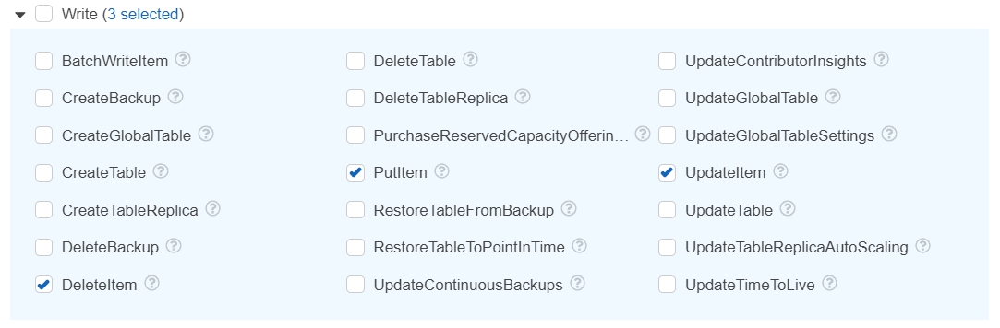 Write (3 selected)
BatchWriteItem
CreateBackup
CreateGlobalTable
CreateTable
CreateTableReplica
DeleteBackup
DeleteItem
DeleteTable
DeleteTableReplica
PurchaseReservedCapacityOfferin...
PutItem
RestoreTableFromBackup
RestoreTableToPointInTime
UpdateContinuousBackups
UpdateContributorInsights
UpdateGlobalTable
UpdateGlobalTableSettings
UpdateItem
UpdateTable
UpdateTableReplicaAutoScaling
UpdateTimeToLive